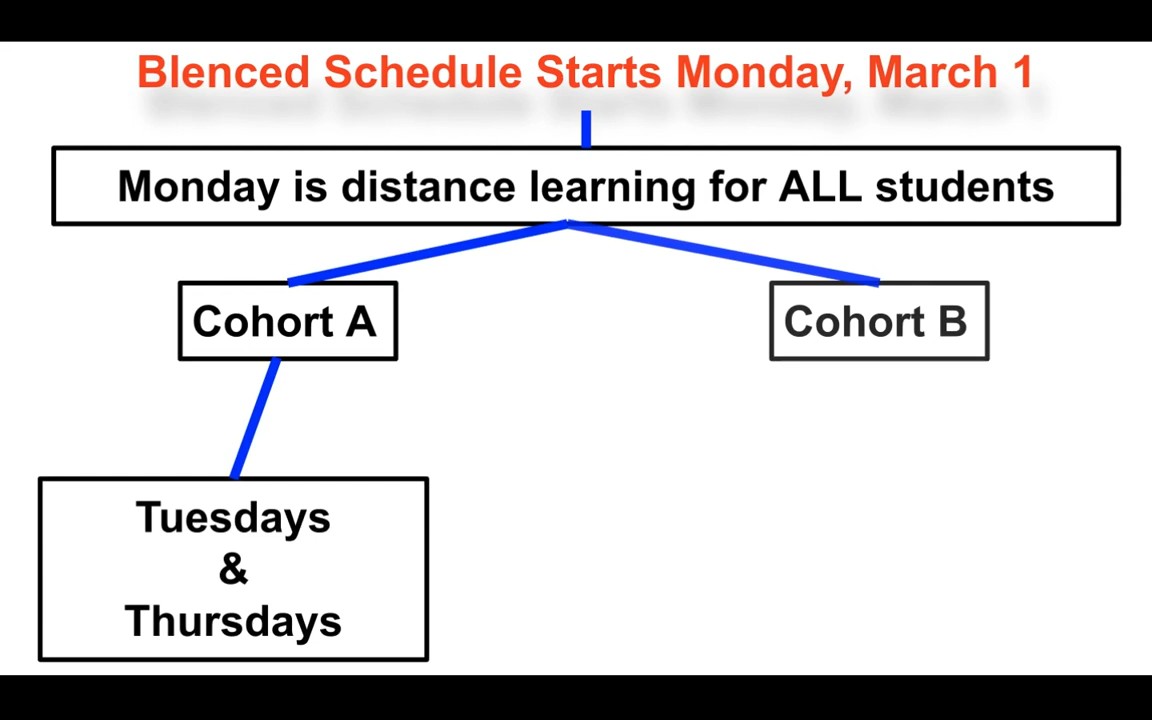 Blenced Schedule Starts Monday, March 1
Monday is distance learning for ALL students
Cohort A
Cohort B
Tuesdays
&
Thursdays